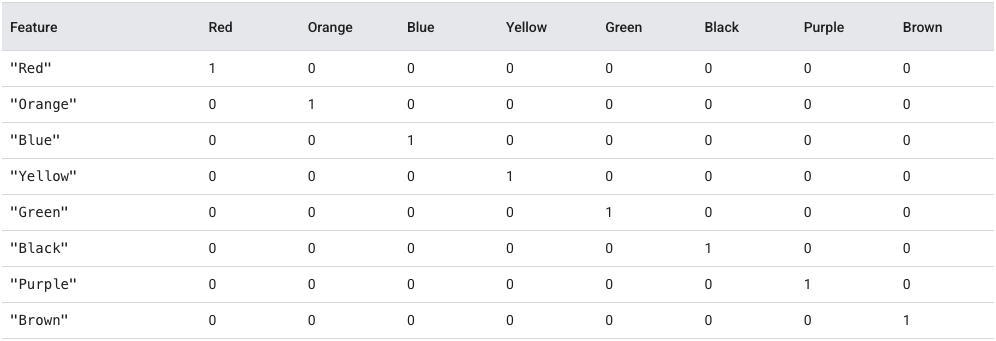 Feature Red Orange Blue Yellow Green Black Purple Brown
"Red" 1 0 0 0 0 0 0 0
"Orange" 0 1 0 0 0 0 0 0
"Blue" 0 0 1 0 0 0 0 0
"Yellow" 0 0 0 1 0 0 0 0
"Green" 0 0 0 0 1 0 0 0
"Black" 0 0 0 0 0 1 0 0
"Purple" 0 0 0 0 0 0 1 0
"Brown" 0 0 0 0 0 0 0 1